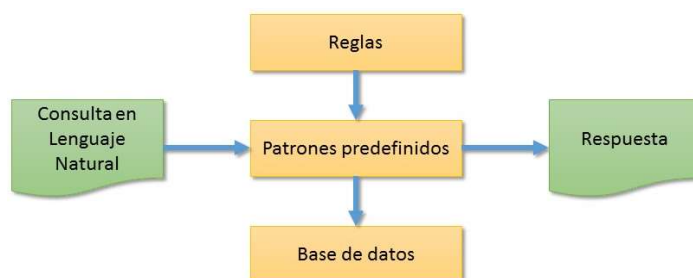 Reglas
Consulta en
Lenguaje
Natural
Patrones predefinidos
Respuesta
Base de datos